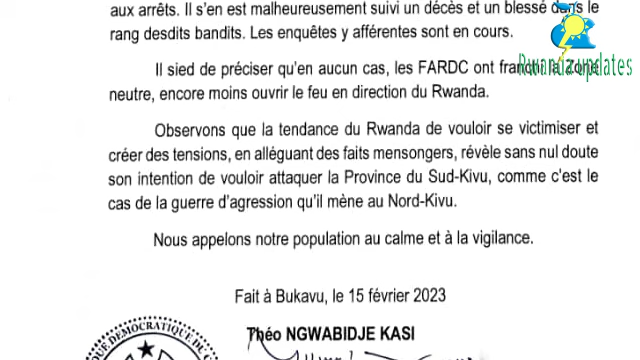 aux arrêts. Il s'en est malheureusement suivi un décès et un blessé dans le
rang desdits bandits. Les enquêtes y afférentes sont en cours.
Rwanda updates
Il sied de préciser qu'en aucun cas, les FARDC ont franchi la Zone
neutre, encore moins ouvrir le feu en direction du Rwanda.
Observons que la tendance du Rwanda de vouloir se victimiser et
créer des tensions, en alléguant des faits mensongers, révèle sans nul doute
son intention de vouloir attaquer la Province du Sud-Kivu, comme c'est le
cas de la guerre d'agression qu'il mène au Nord-Kivu.
Nous appelons notre population au calme et à la vigilance.
Fait à Bukavu, le 15 février 2023
Théo NGWABIDJE KASI
QUE DEMOCRATIQUE DU C